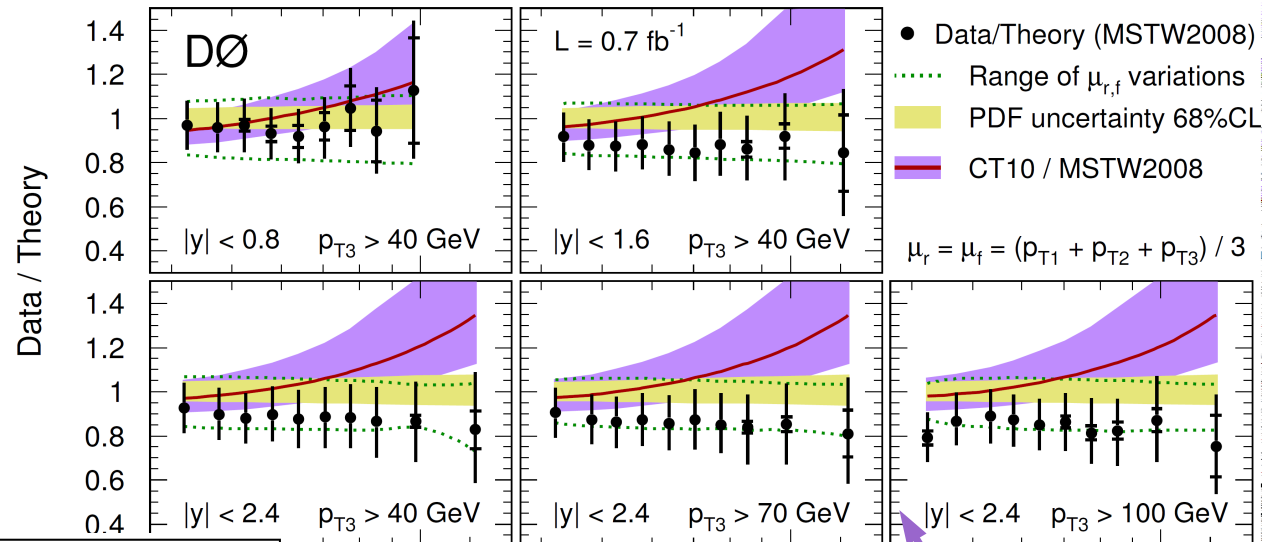 Data / Theory
1.4
1.2
1
0.8
0.6
0.4
DØ
|y| < 0.8 p_T3 > 40 GeV
L = 0.7 fb⁻¹
|y| < 1.6 p_T3 > 40 GeV
Data/Theory (MSTW2008)
Range of μ_r,f variations
PDF uncertainty 68%CL
CT10 / MSTW2008
μ_r = μ_f = (p_T1 + p_T2 + p_T3) / 3
1.4
1.2
1
0.8
0.6
0.4
|y| < 2.4 p_T3 > 40 GeV
|y| < 2.4 p_T3 > 70 GeV
|y| < 2.4 p_T3 > 100 GeV